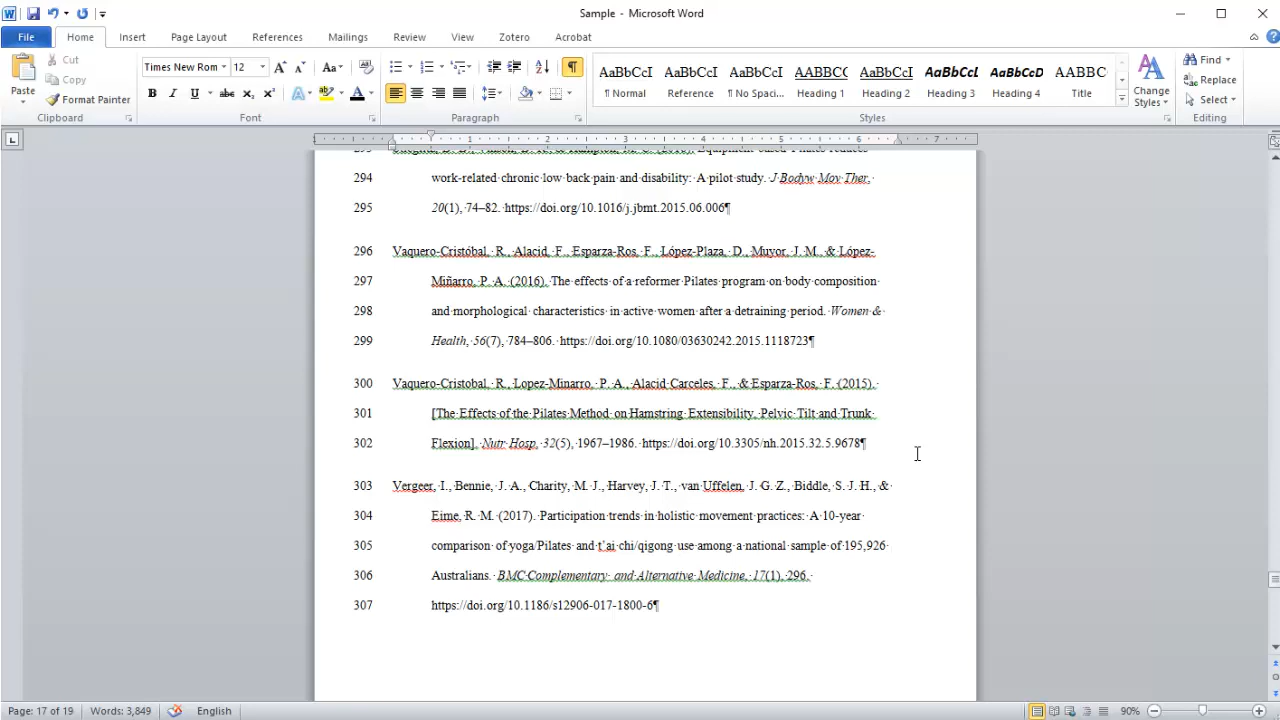 Sample - Microsoft Word
File Home Insert Page Layout References Mailings Review View Zotero Acrobat
Paste
Cut
Copy
Format Painter
Clipboard
Times New Rom 12
Font
Paragraph
AaBbCcI AaBbCcI AaBbCcI AABBC AaBbCcI AaBbCcL AaBbCcD AABBC
¶ Normal Reference ¶ No Spaci... Heading 1 Heading 2 Heading 3 Heading 4 Title
Change Styles
Styles
Find
Replace
Select
Editing
1 2 3 4 5 6 7
294 work-related chronic low back pain and disability: A pilot study. J Bodyw Mov Ther,
295 20(1), 74–82. https://doi.org/10.1016/j.jbmt.2015.06.006¶
296 Vaquero-Cristóbal, R., Alacid, F., Esparza-Ros, F., López-Plaza, D., Muyor, J. M., & López-
297 Miñarro, P. A. (2016). The effects of a reformer Pilates program on body composition
298 and morphological characteristics in active women after a detraining period. Women &
299 Health, 56(7), 784–806. https://doi.org/10.1080/03630242.2015.1118723¶
300 Vaquero-Cristobal, R., Lopez-Minarro, P. A., Alacid Carceles, F., & Esparza-Ros, F. (2015).
301 [The Effects of the Pilates Method on Hamstring Extensibility, Pelvic Tilt and Trunk
302 Flexion]. Nutr Hosp, 32(5), 1967–1986. https://doi.org/10.3305/nh.2015.32.5.9678¶
303 Vergeer, I., Bennie, J. A., Charity, M. J., Harvey, J. T., van Uffelen, J. G. Z., Biddle, S. J. H., &
304 Eime, R. M. (2017). Participation trends in holistic movement practices: A 10-year
305 comparison of yoga/Pilates and t'ai chi/qigong use among a national sample of 195,926
306 Australians. BMC Complementary and Alternative Medicine, 17(1), 296.
307 https://doi.org/10.1186/s12906-017-1800-6¶
Page: 17 of 19 Words: 3,849 English 90%